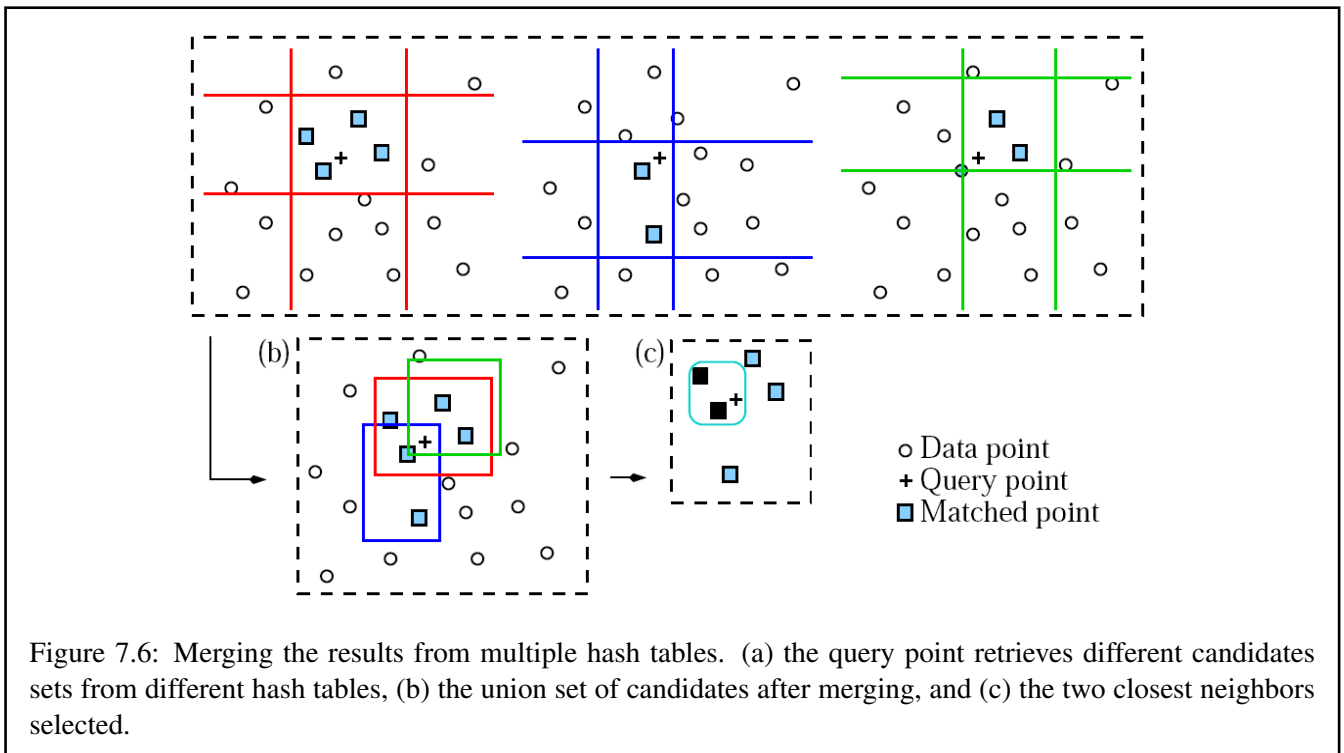 (b)
(c)
Data point
Query point
Matched point
Figure 7.6: Merging the results from multiple hash tables. (a) the query point retrieves different candidates
sets from different hash tables, (b) the union set of candidates after merging, and (c) the two closest neighbors
selected.